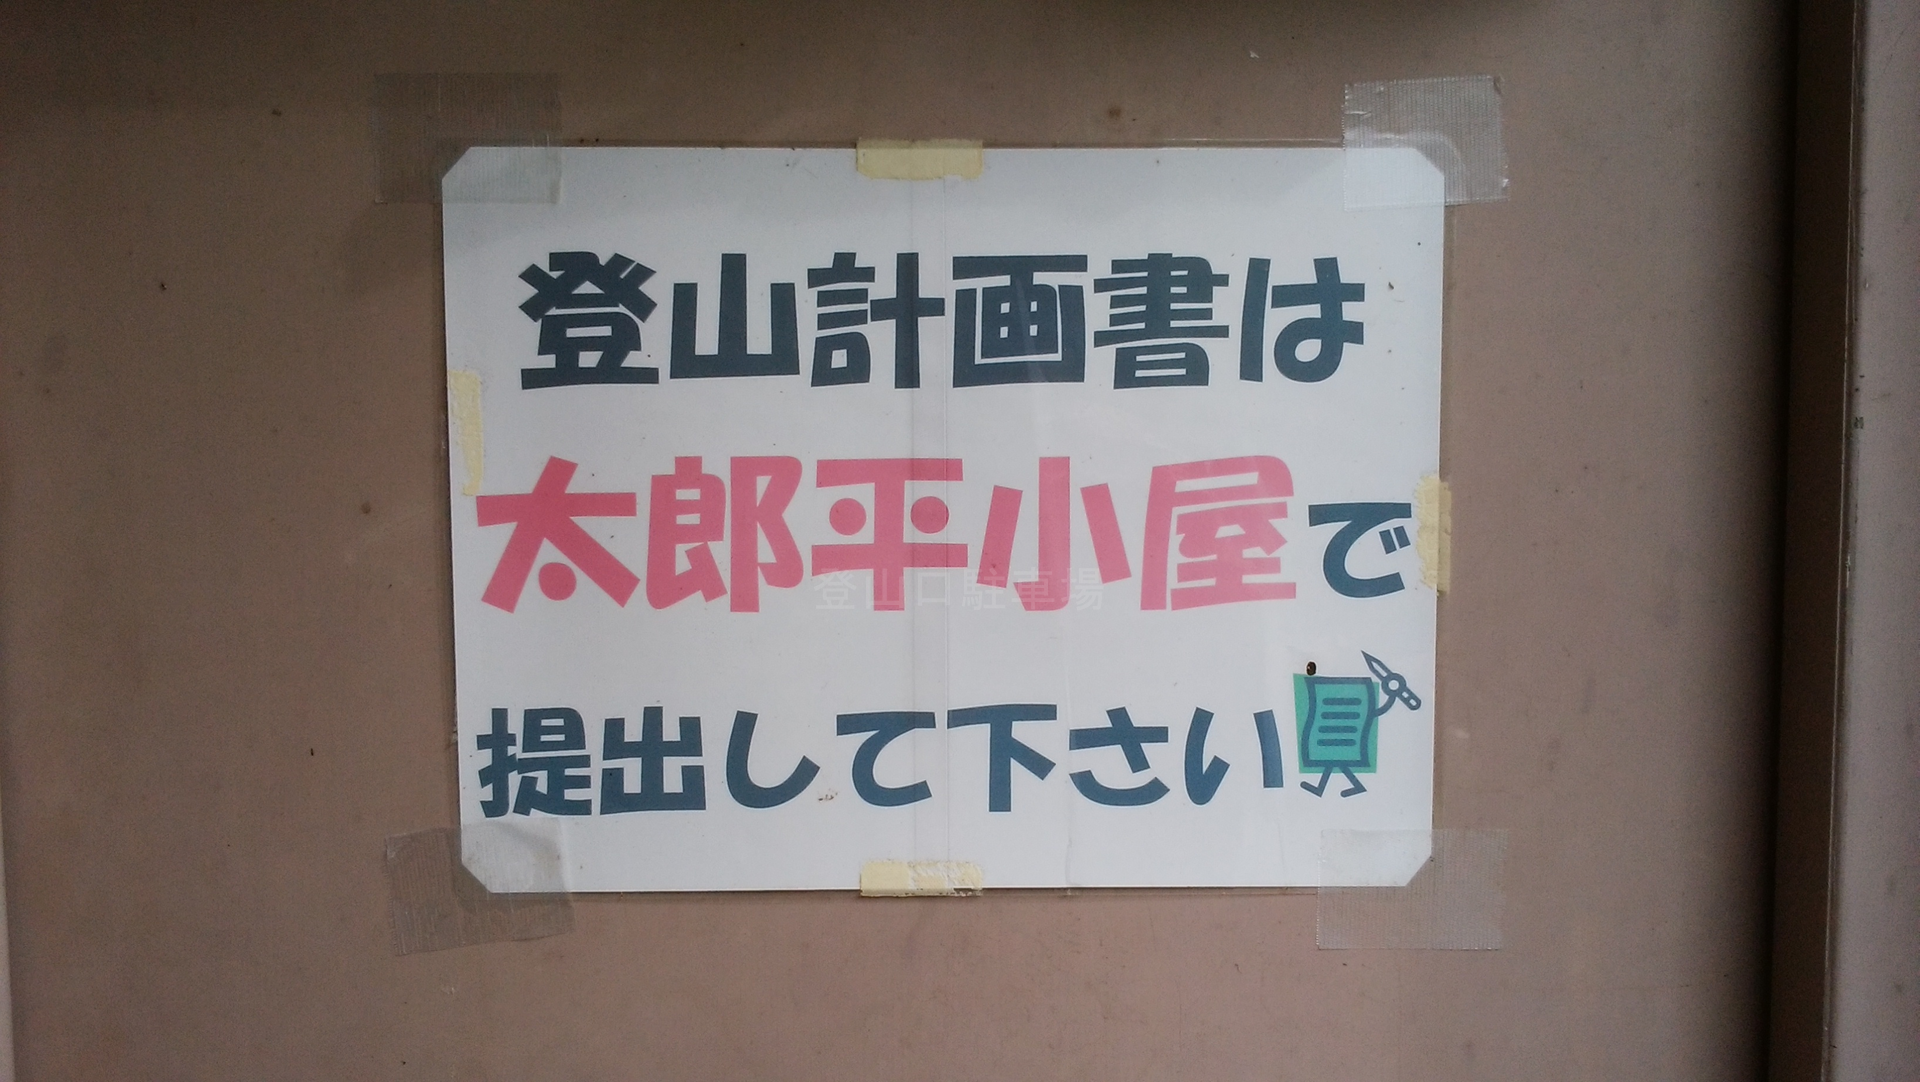 登山計画書は
太郎平小屋で
登山口駐車場
提出して下さい